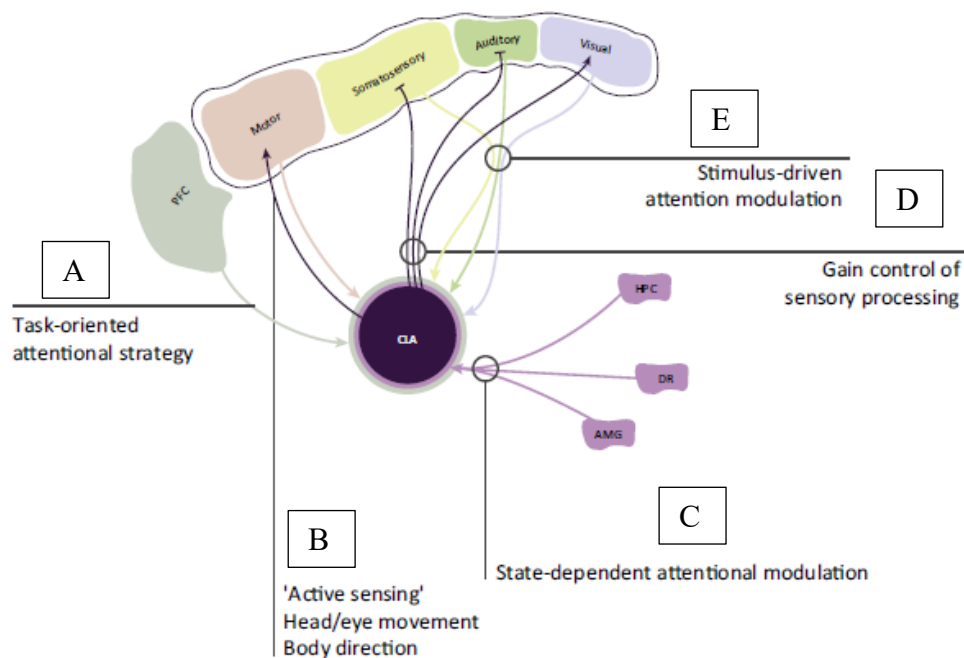 Auditory
Visual
Somatosensory
Motor
PFC
E
Stimulus-driven
attention modulation
D
Gain control of
sensory processing
A
Task-oriented
attentional strategy
CLA
HPC
DR
AMG
C
State-dependent attentional modulation
B
'Active sensing'
Head/eye movement
Body direction